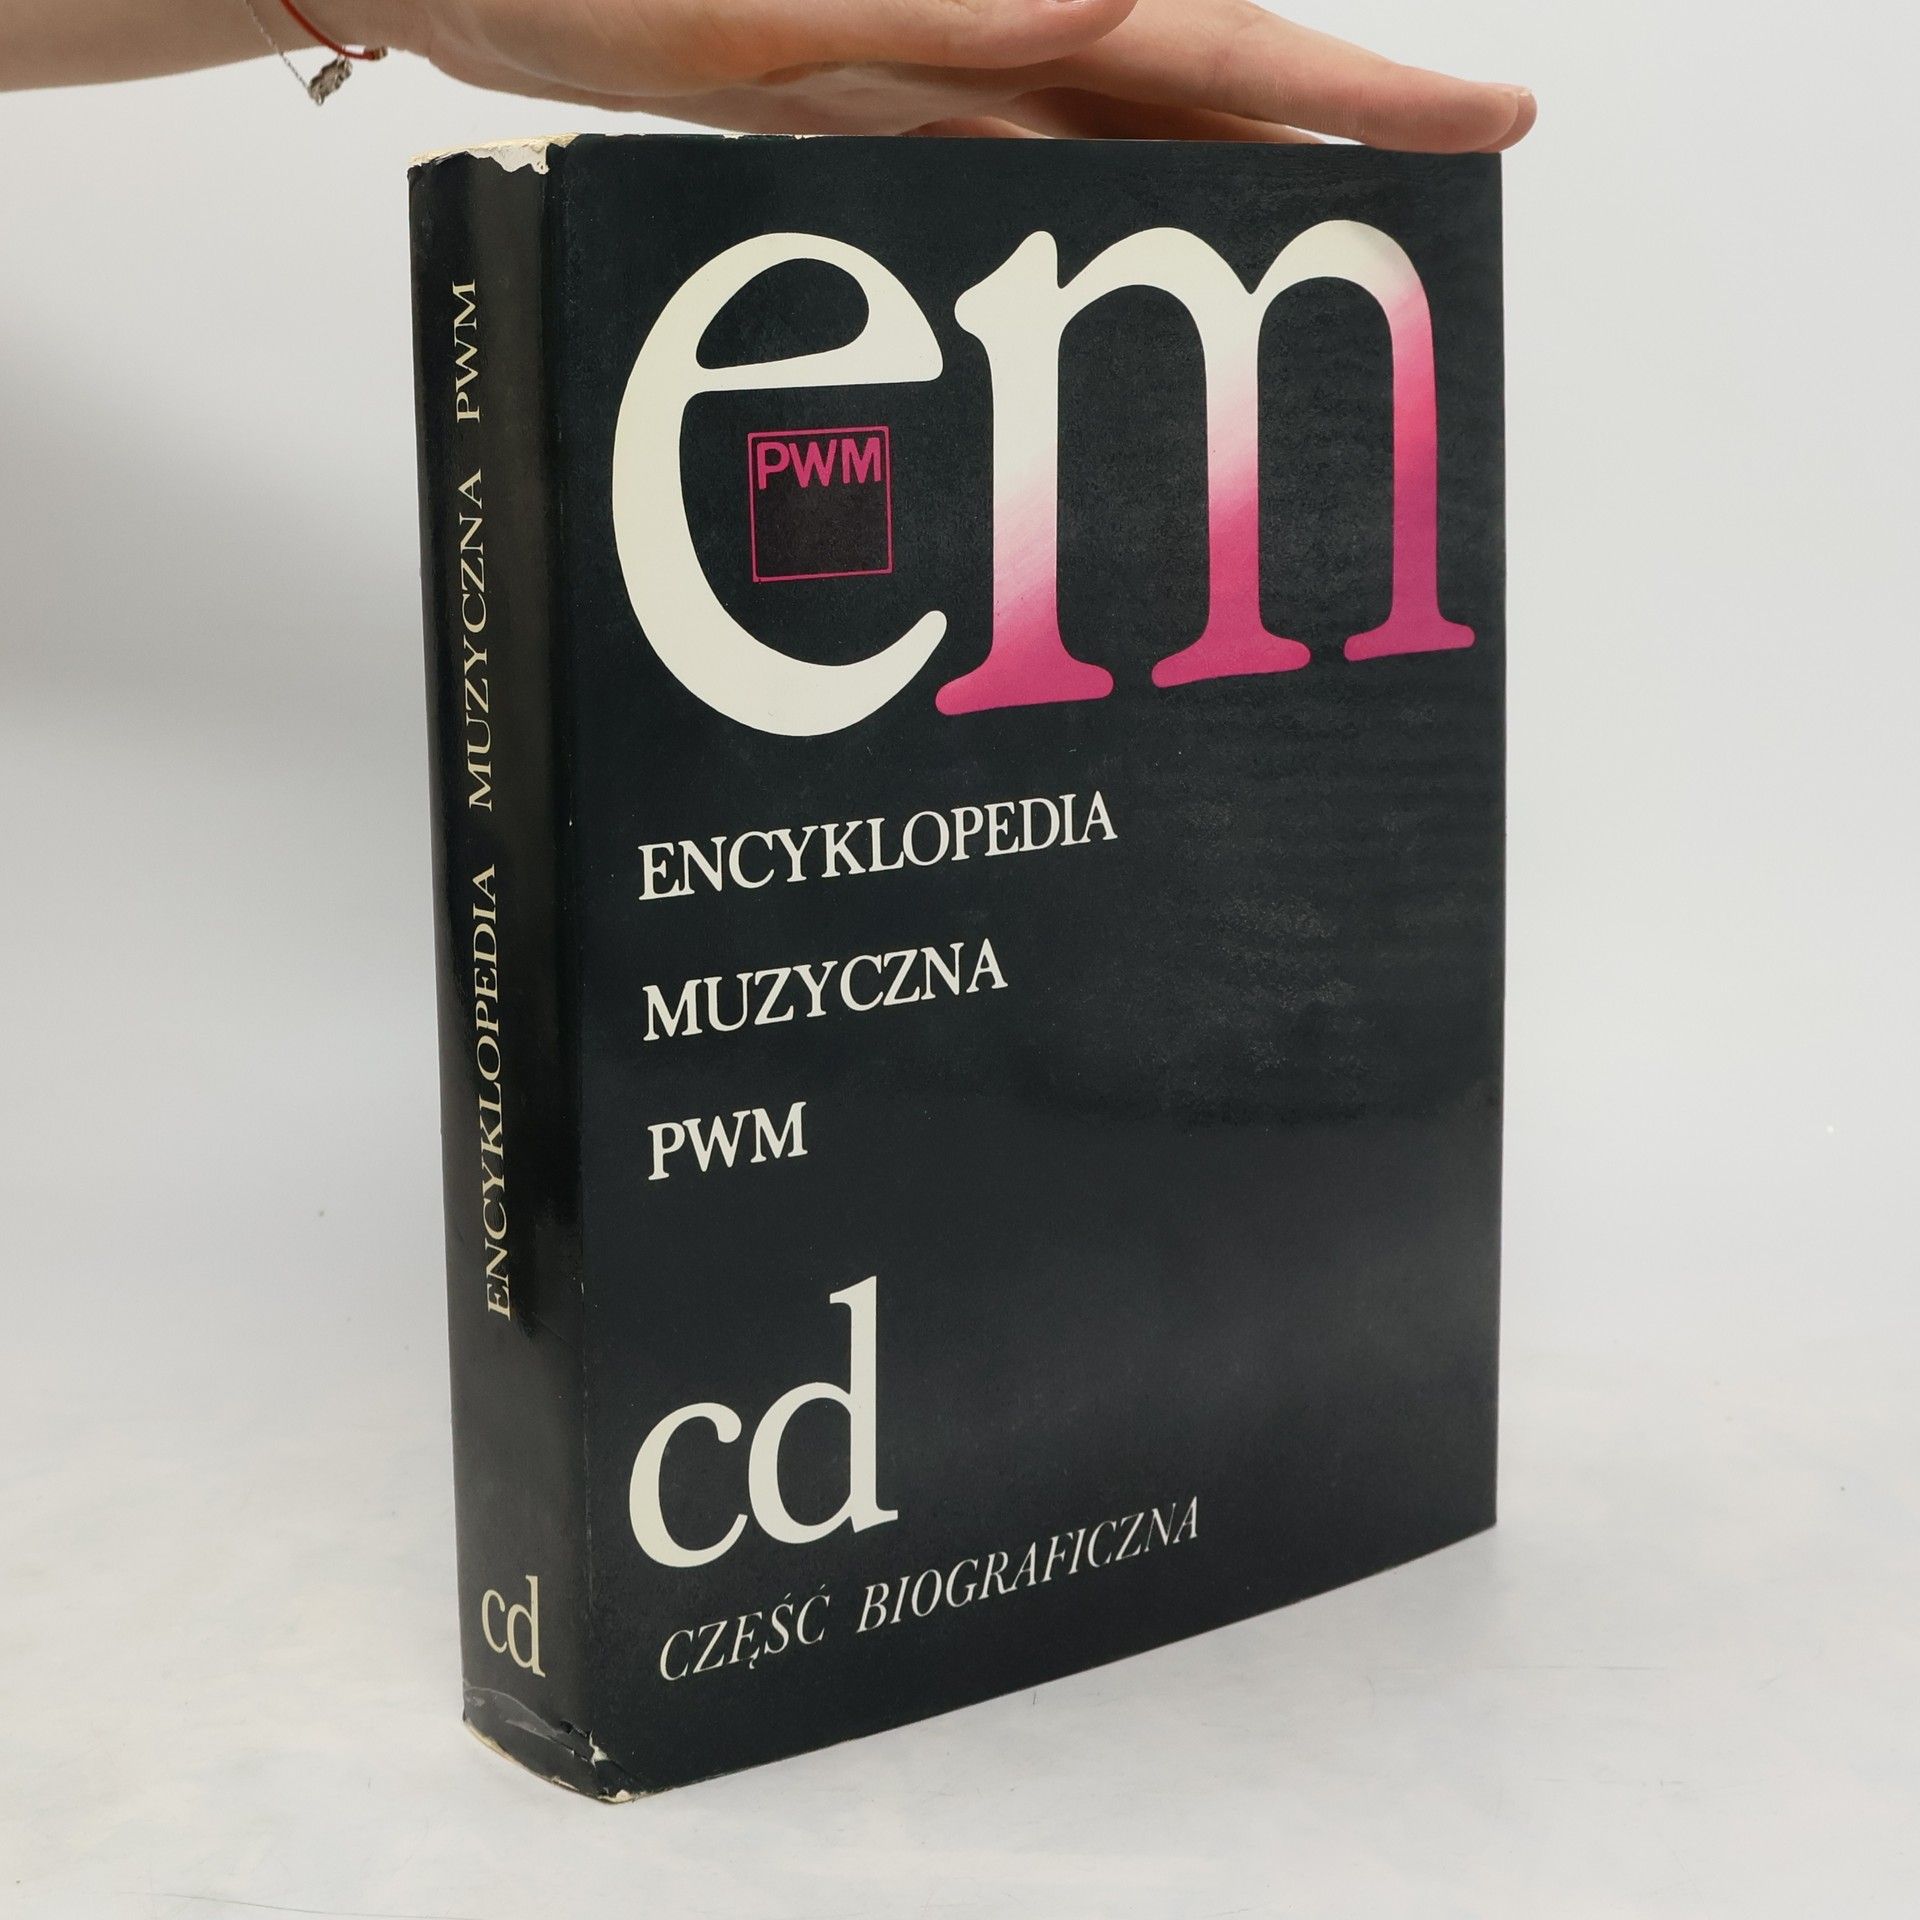 em
PWM
ENCYKLOPEDIA
MUZYCZNA
PWM
cd
CZĘŚĆ BIOGRAFICZNA
ENCYKLOPEDIA MUZYCZNA PWM
cd